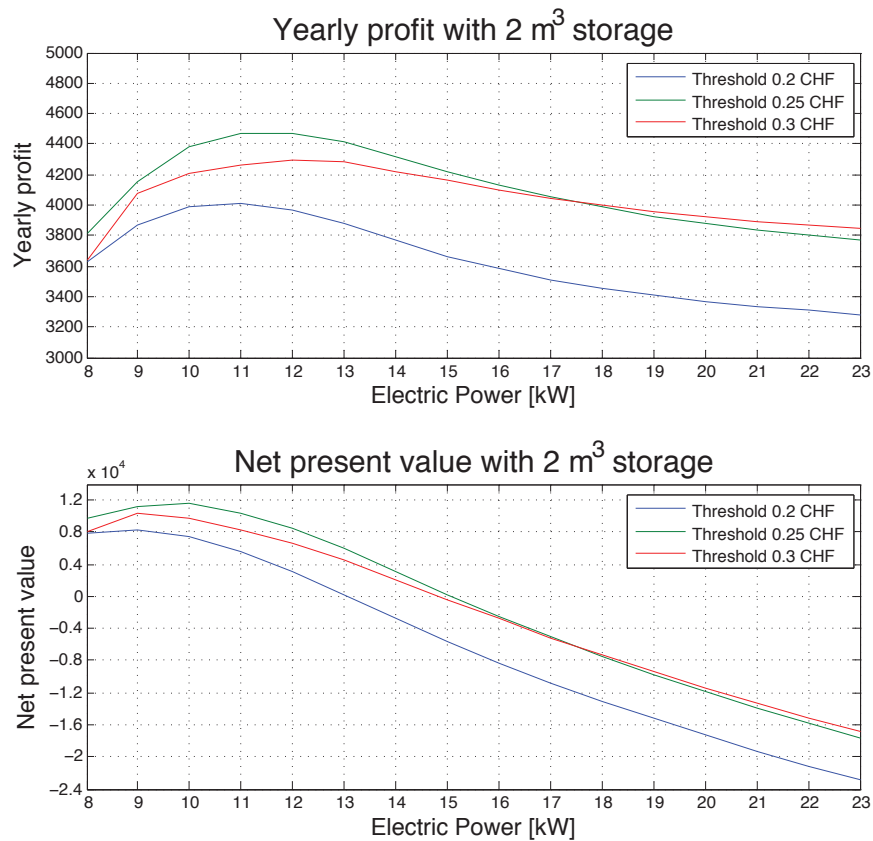 Yearly profit with 2 m³ storage
5000
4800
4600
4400
4200
4000
3800
3600
3400
3200
3000
Yearly profit
Threshold 0.2 CHF
Threshold 0.25 CHF
Threshold 0.3 CHF
8 9 10 11 12 13 14 15 16 17 18 19 20 21 22 23
Electric Power [kW]
Net present value with 2 m³ storage
x 10⁴
1.2
0.8
0.4
0
−0.4
−0.8
−1.2
−1.6
−2
−2.4
Net present value
Threshold 0.2 CHF
Threshold 0.25 CHF
Threshold 0.3 CHF
8 9 10 11 12 13 14 15 16 17 18 19 20 21 22 23
Electric Power [kW]